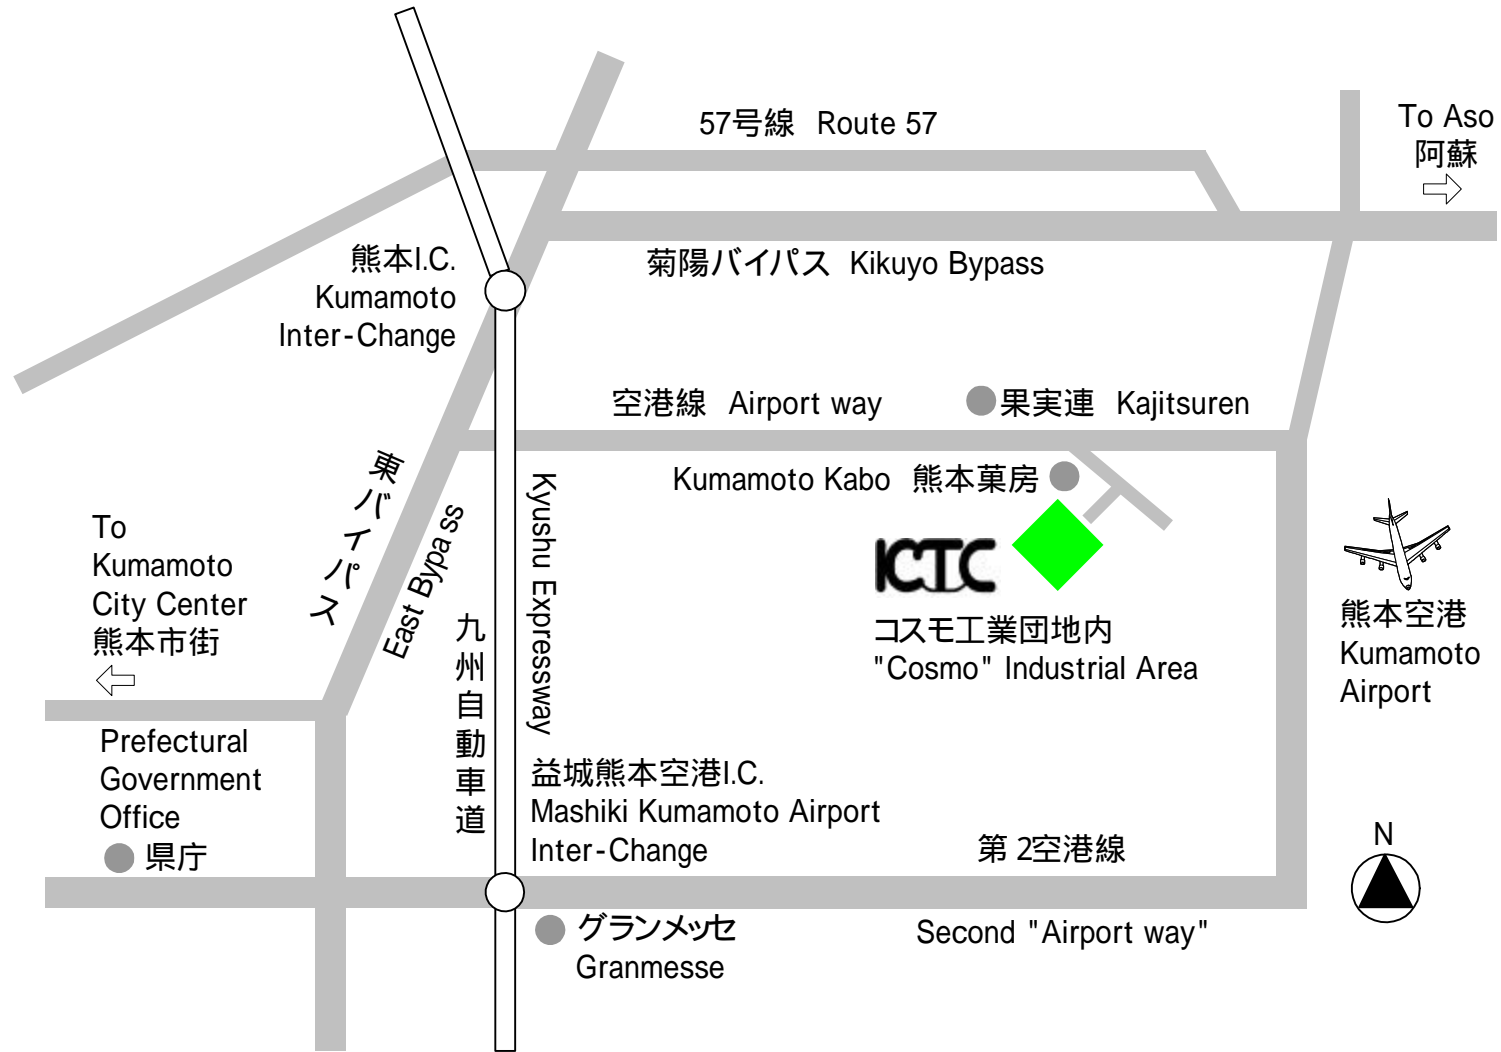 57号線 Route 57
To Aso
阿蘇
熊本I.C.
Kumamoto
Inter-Change
菊陽バイパス Kikuyo Bypass
空港線 Airport way
果実連 Kajitsuren
Kumamoto Kabo 熊本菓房
東バイパス
East Bypass
九州自動車道
Kyushu Expressway
To
Kumamoto
City Center
熊本市街
ICTC
コスモ工業団地内
"Cosmo" Industrial Area
熊本空港
Kumamoto
Airport
Prefectural
Government
Office
県庁
益城熊本空港I.C.
Mashiki Kumamoto Airport
Inter-Change
第2空港線
Second "Airport way"
グランメッセ
Granmesse
N